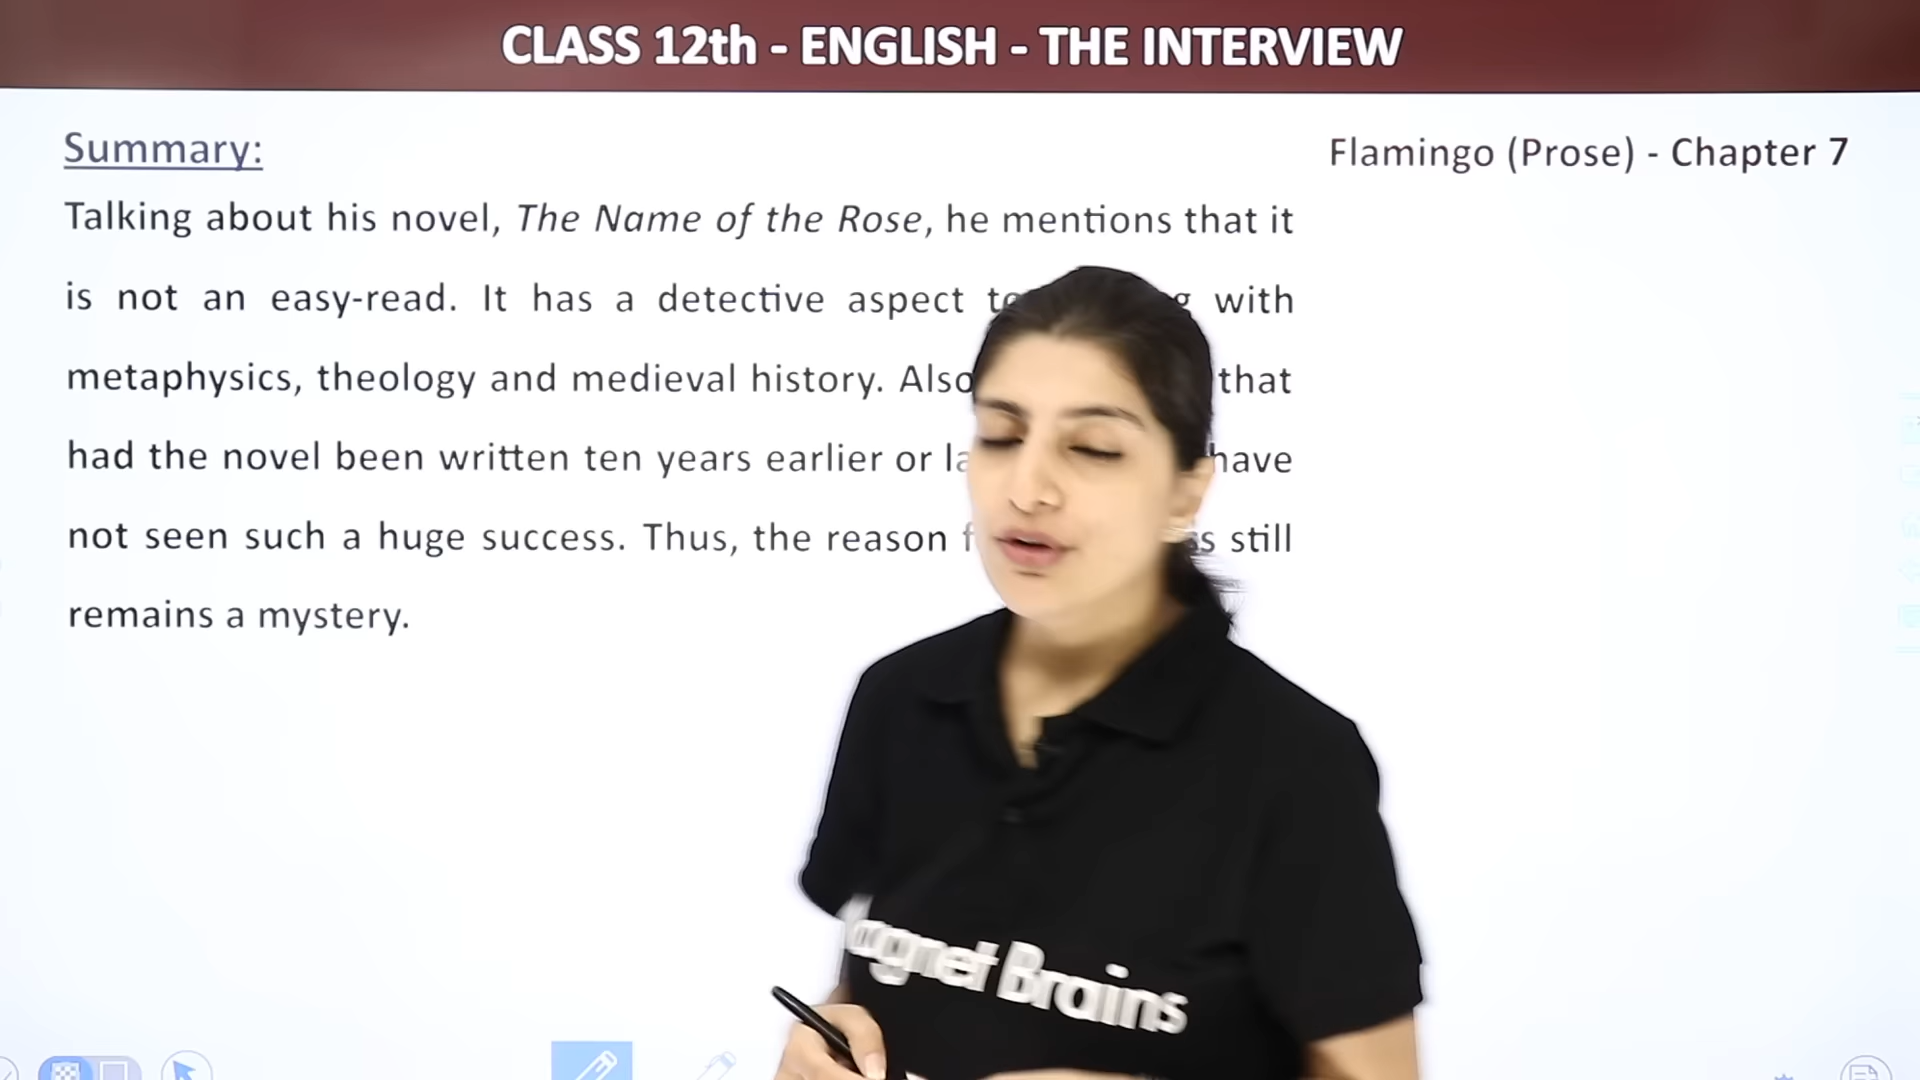 CLASS 12th - ENGLISH - THE INTERVIEW
Summary:
Flamingo (Prose) - Chapter 7
Talking about his novel, The Name of the Rose, he mentions that it
is not an easy-read. It has a detective aspect with
metaphysics, theology and medieval history. Also that
had the novel been written ten years earlier or have
not seen such a huge success. Thus, the reason still
remains a mystery.
Brains